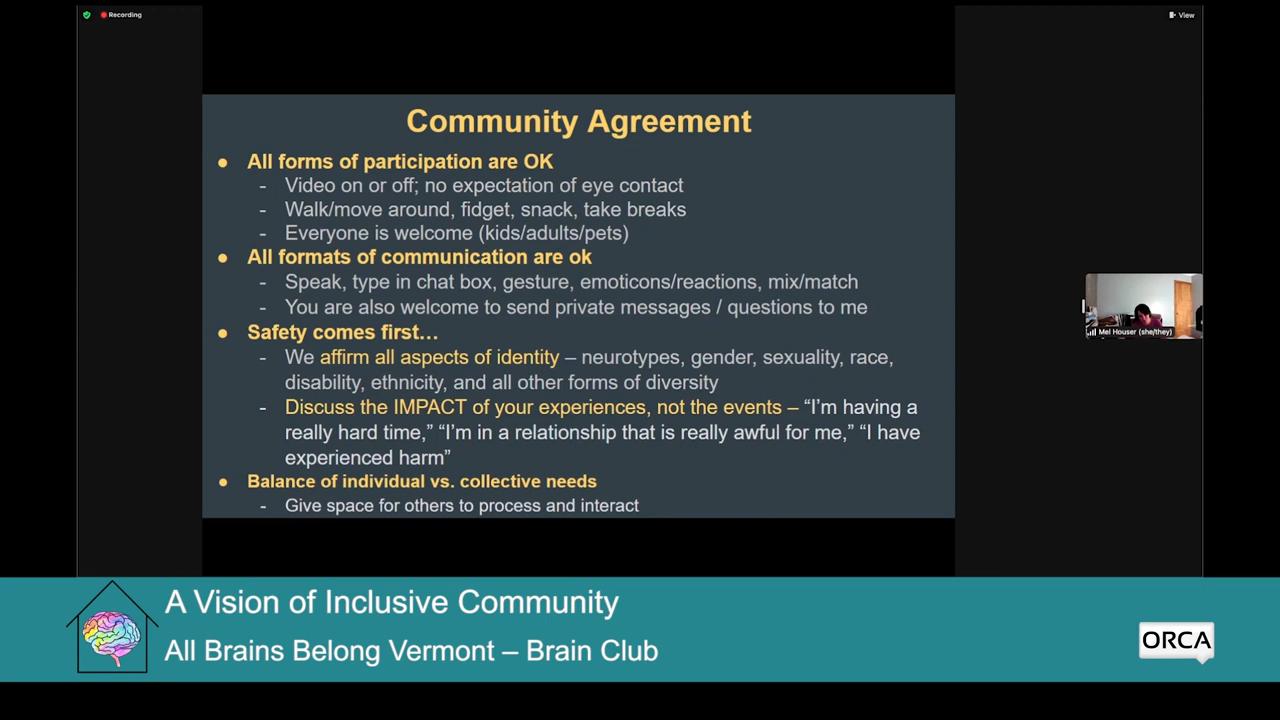 Recording
View
Community Agreement
● All forms of participation are OK
- Video on or off; no expectation of eye contact
- Walk/move around, fidget, snack, take breaks
- Everyone is welcome (kids/adults/pets)
● All formats of communication are ok
- Speak, type in chat box, gesture, emoticons/reactions, mix/match
- You are also welcome to send private messages / questions to me
● Safety comes first…
- We affirm all aspects of identity – neurotypes, gender, sexuality, race,
disability, ethnicity, and all other forms of diversity
- Discuss the IMPACT of your experiences, not the events – “I’m having a
really hard time,” “I’m in a relationship that is really awful for me,” “I have
experienced harm”
● Balance of individual vs. collective needs
- Give space for others to process and interact
Mel Houser (she/they)
A Vision of Inclusive Community
All Brains Belong Vermont – Brain Club
ORCA